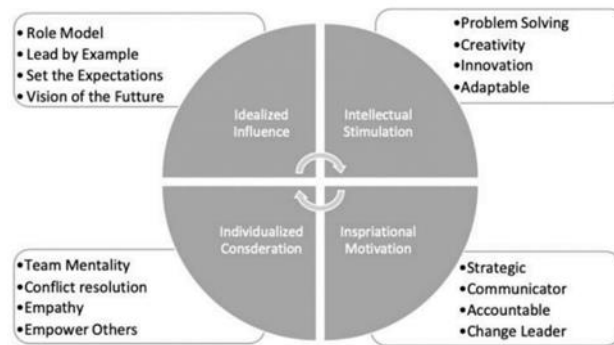 •Role Model
•Lead by Example
•Set the Expectations
•Vision of the Futture
•Problem Solving
•Creativity
•Innovation
•Adaptable
Idealized
Influence
Intellectual
Stimulation
Individualized
Consderation
Inspriational
Motivation
•Team Mentality
•Conflict resolution
•Empathy
•Empower Others
•Strategic
•Communicator
•Accountable
•Change Leader